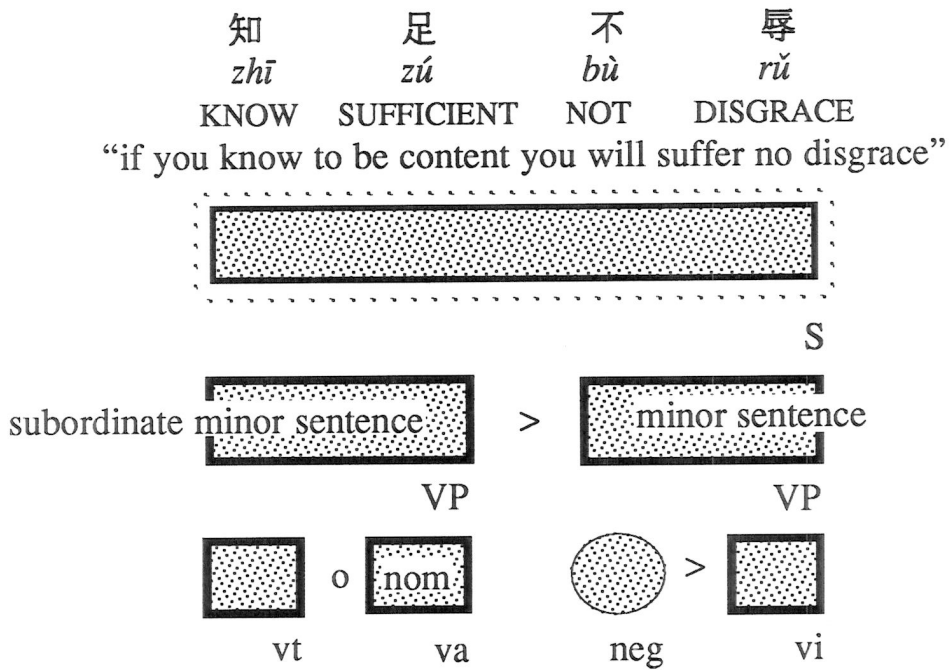 知 足 不 辱
zhī zú bù rǔ
KNOW SUFFICIENT NOT DISGRACE
“if you know to be content you will suffer no disgrace”
S
subordinate minor sentence > minor sentence
VP VP
o nom >
vt va neg vi